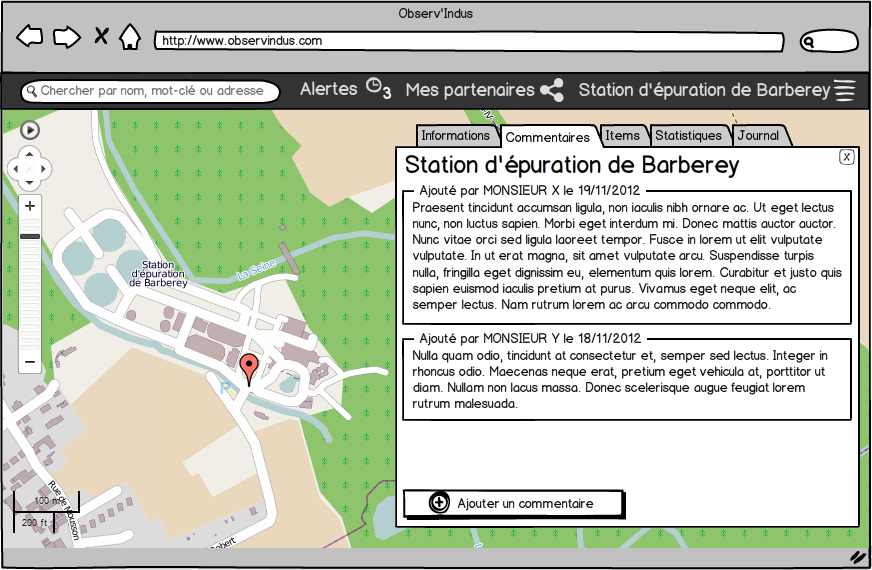 Observ'Indus
http://www.observindus.com
Chercher par nom, mot-clé ou adresse
Alertes 3
Mes partenaires
Station d'épuration de Barberey
Informations
Commentaires
Items
Statistiques
Journal
X
Station d'épuration de Barberey
Ajouté par MONSIEUR X le 19/11/2012
Praesent tincidunt accumsan ligula, non iaculis nibh ornare ac. Ut eget lectus
nunc, non luctus sapien. Morbi eget interdum mi. Donec mattis auctor auctor.
Nunc vitae orci sed ligula laoreet tempor. Fusce in lorem ut elit vulputate
vulputate. In ut erat magna, sit amet vulputate arcu. Suspendisse turpis
nulla, fringilla eget dignissim eu, elementum quis lorem. Curabitur et justo quis
sapien euismod iaculis pretium at purus. Vivamus eget neque elit, ac
semper lectus. Nam rutrum lorem ac arcu commodo commodo.
Ajouté par MONSIEUR Y le 18/11/2012
Nulla quam odio, tincidunt at consectetur et, semper sed lectus. Integer in
rhoncus odio. Maecenas neque erat, pretium eget vehicula at, porttitor ut
diam. Nullam non lacus massa. Donec scelerisque augue feugiat lorem
rutrum malesuada.
Ajouter un commentaire
Station
d'épuration
de Barberey
La Seine
P
Rue de Mousson
100 m
200 ft